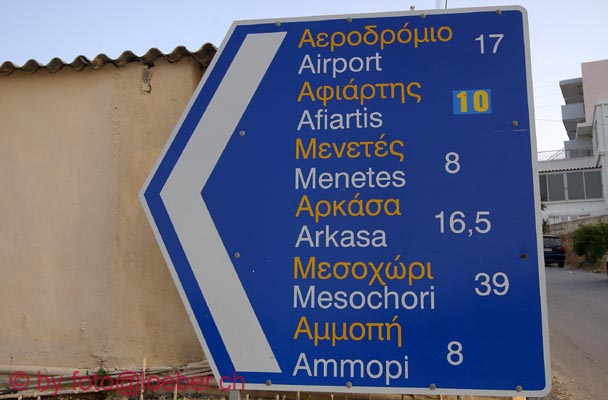 Αεροδρόμιο 17
Airport
Αφιάρτης 10
Afiartis
Μενετές 8
Menetes
Αρκάσα 16,5
Arkasa
Μεσοχώρι 39
Mesochori
Αμμοπή 8
Ammopi
© by foto@loeber.ch